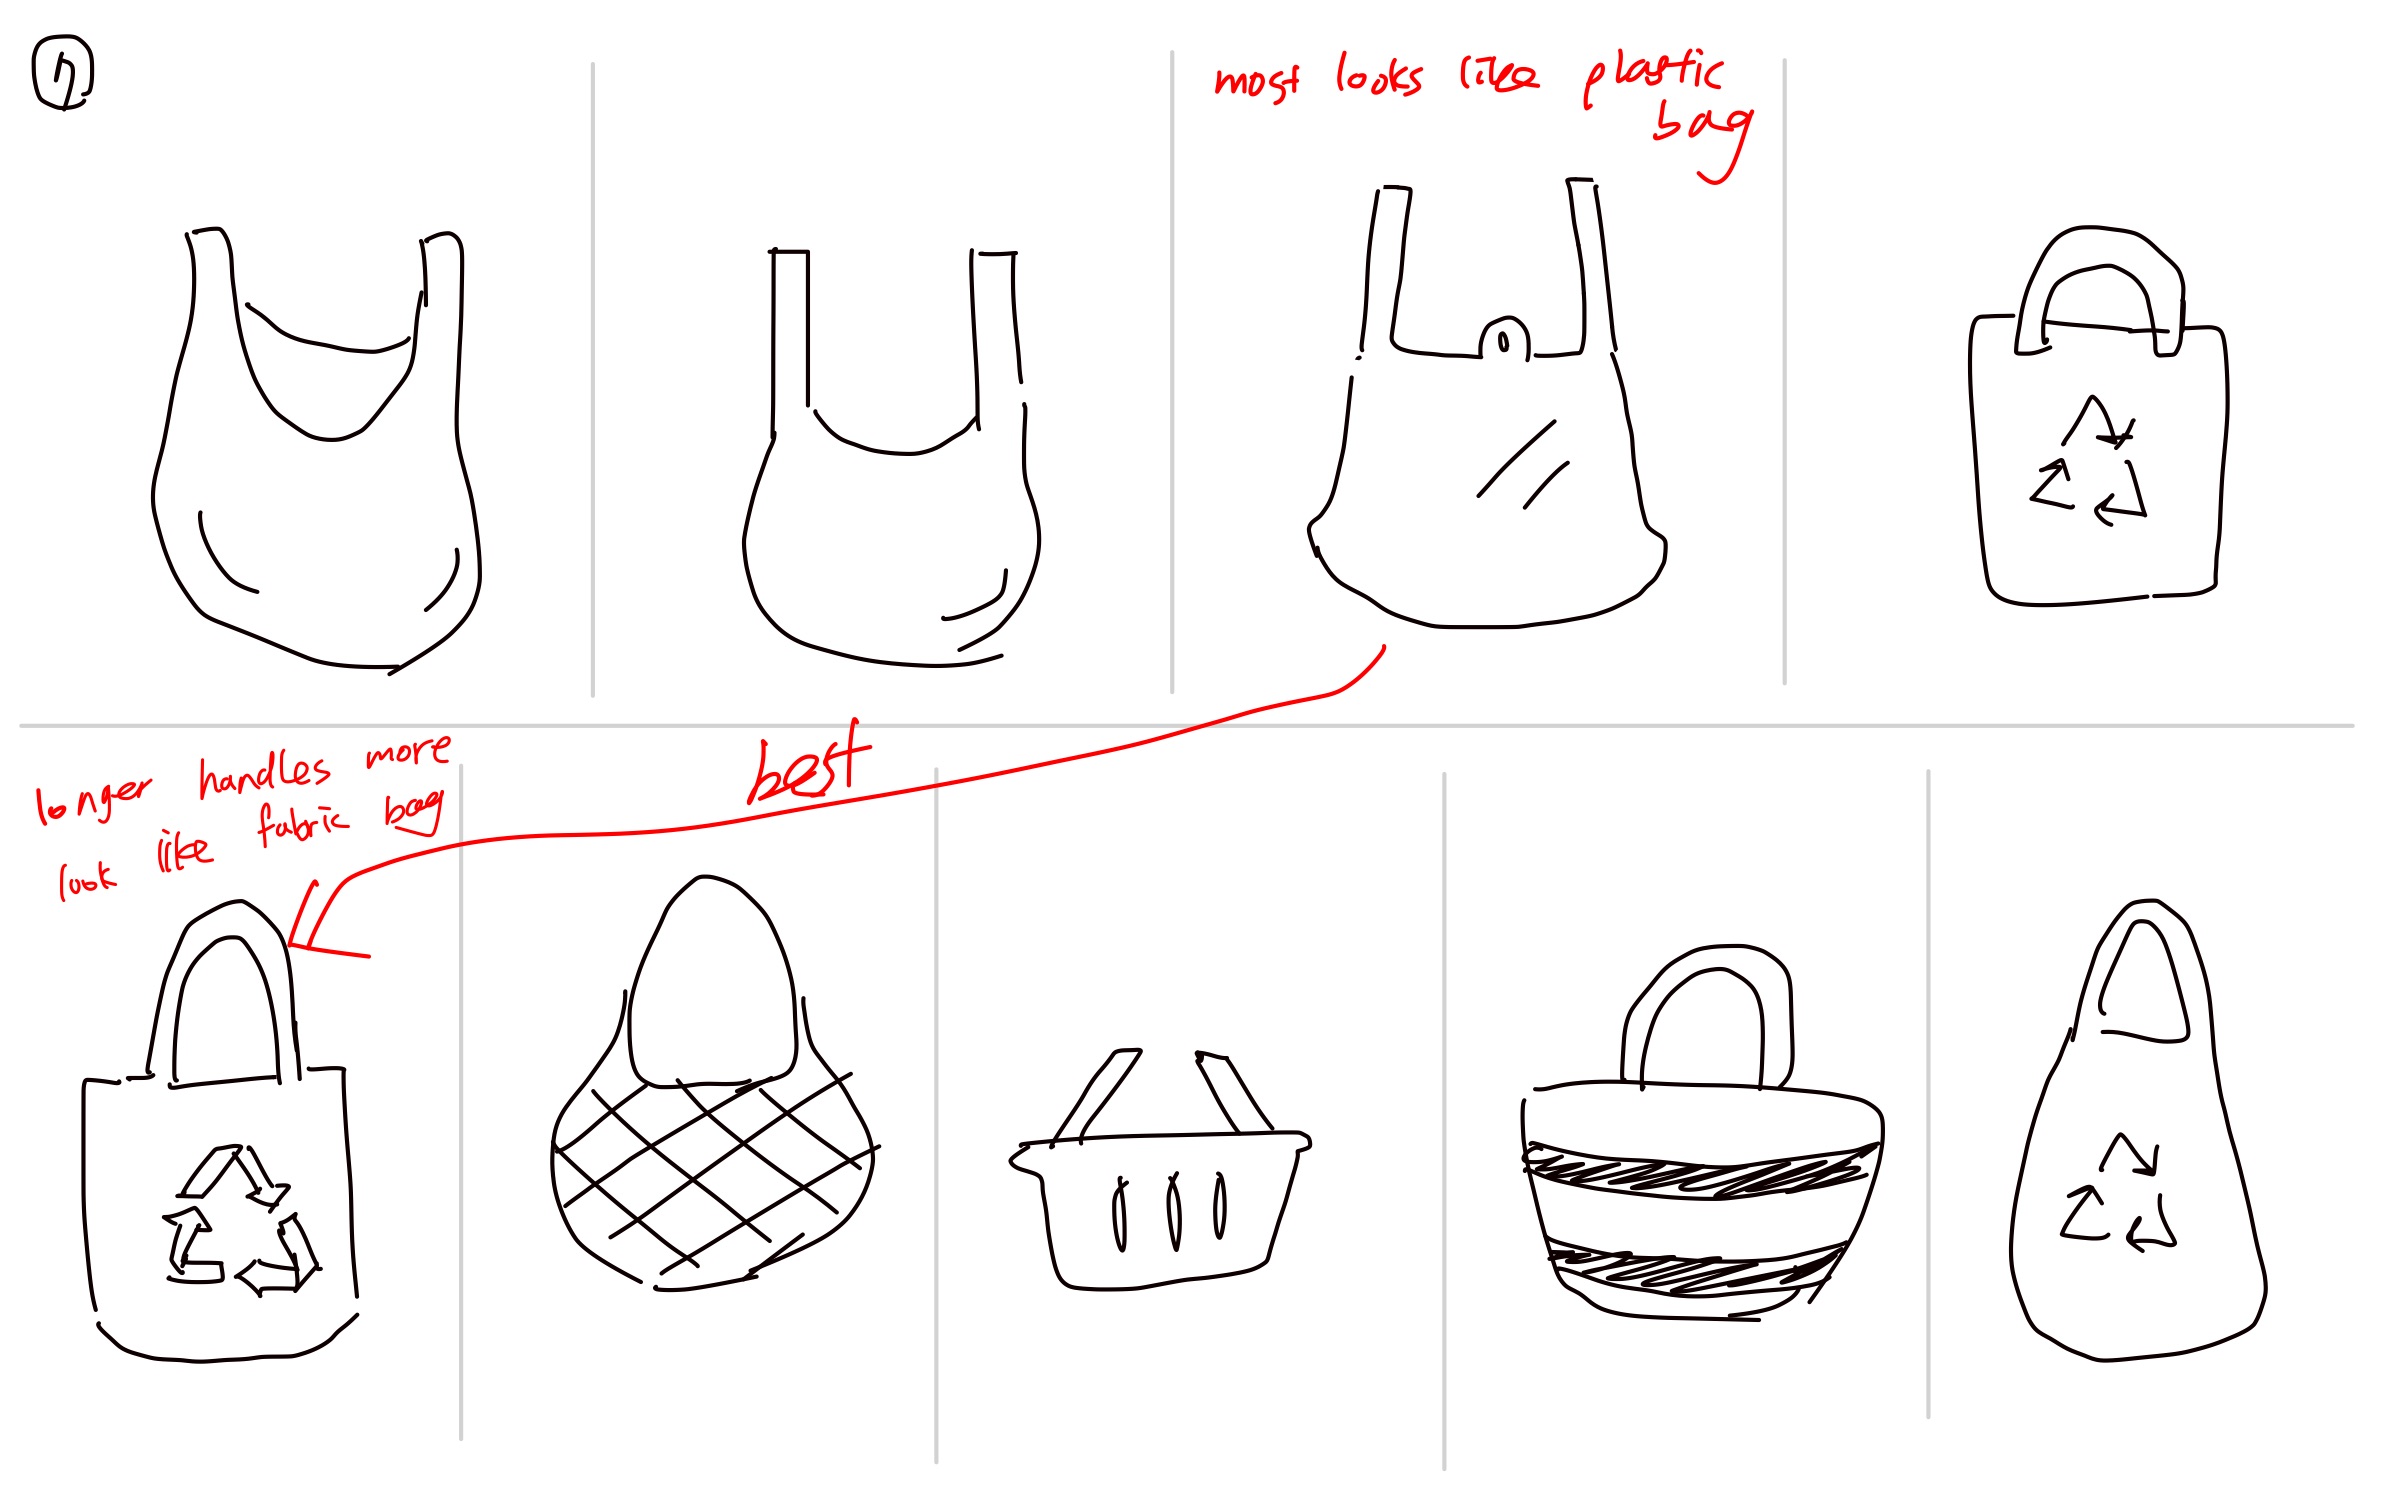 most looks like plastic
bag
best
longer handles more
look like fabric bag